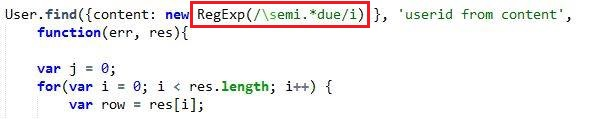 User.find({content: new RegExp(/\semi.*due/i) }, 'userid from content',
    function(err, res){
    var j = 0;
    for(var i = 0; i < res.length; i++) {
        var row = res[i];